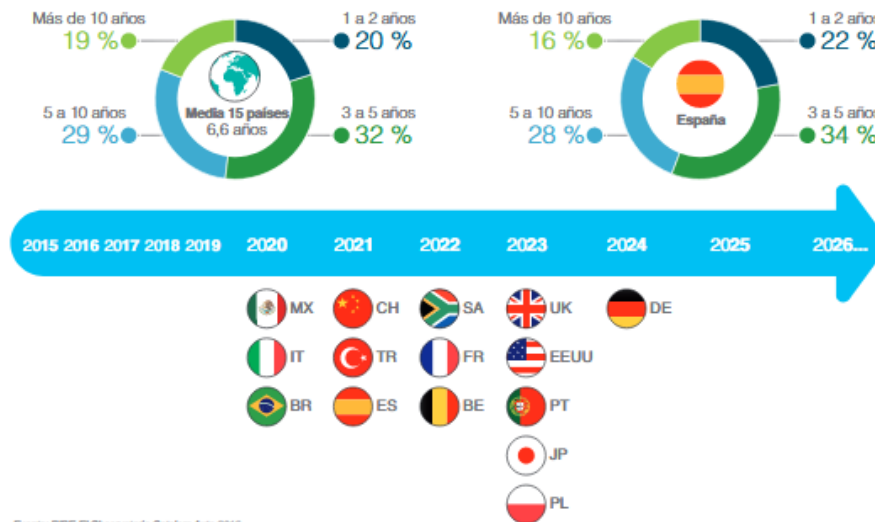 Más de 10 años
19 %
1 a 2 años
20 %
Media 15 países
6,6 años
5 a 10 años
29 %
3 a 5 años
32 %
Más de 10 años
16 %
1 a 2 años
22 %
España
5 a 10 años
28 %
3 a 5 años
34 %
2015 2016 2017 2018 2019 2020 2021 2022 2023 2024 2025 2026...
MX CH SA UK DE
IT TR FR EEUU
BR ES BE PT
JP
PL